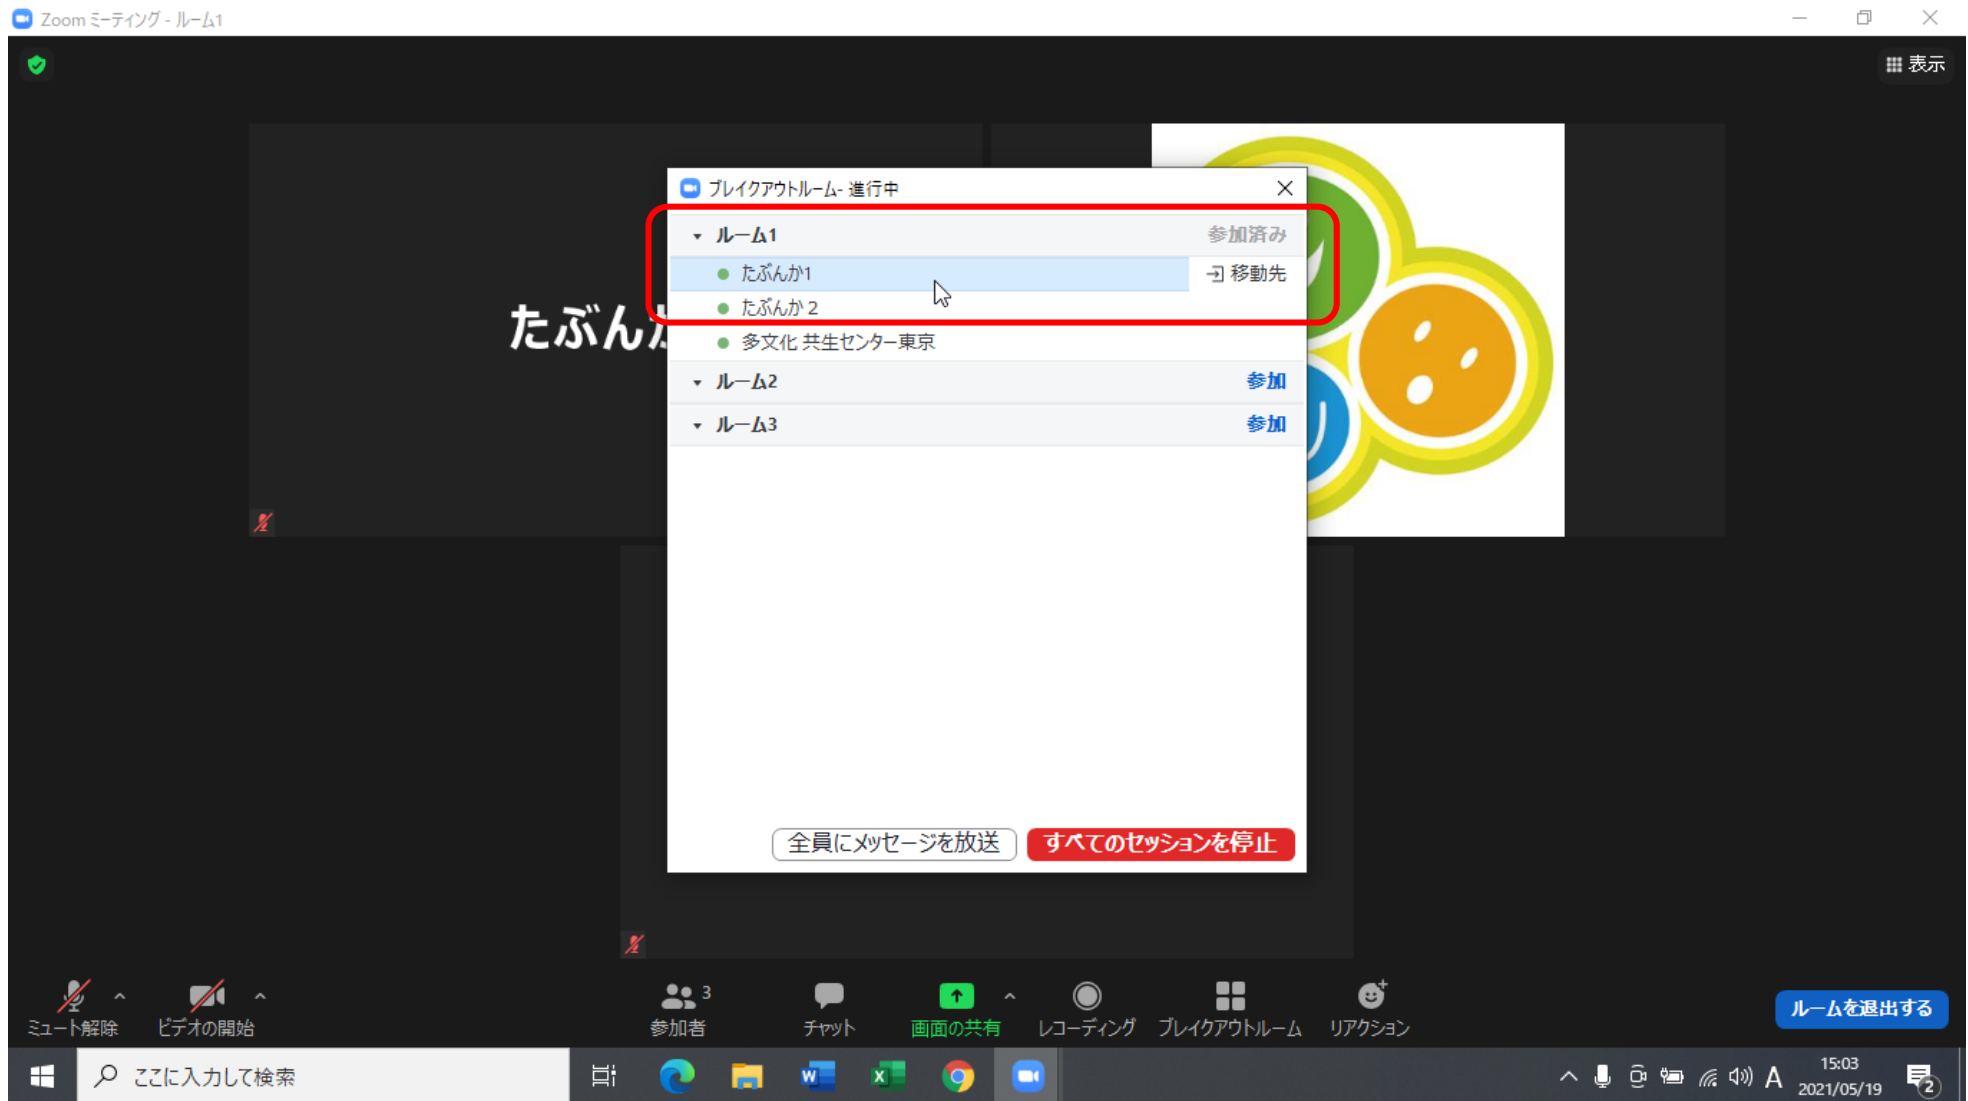 Zoom ミーティング - ルーム1
表示
ブレイクアウトルーム- 進行中
ルーム1 参加済み
たぶんか1 移動先
たぶんか 2
多文化 共生センター東京
ルーム2 参加
ルーム3 参加
たぶんか
全員にメッセージを放送 すべてのセッションを停止
ミュート解除 ビデオの開始 参加者 3 チャット 画面の共有 レコーディング ブレイクアウトルーム リアクション ルームを退出する
ここに入力して検索
A 15:03
2021/05/19 2